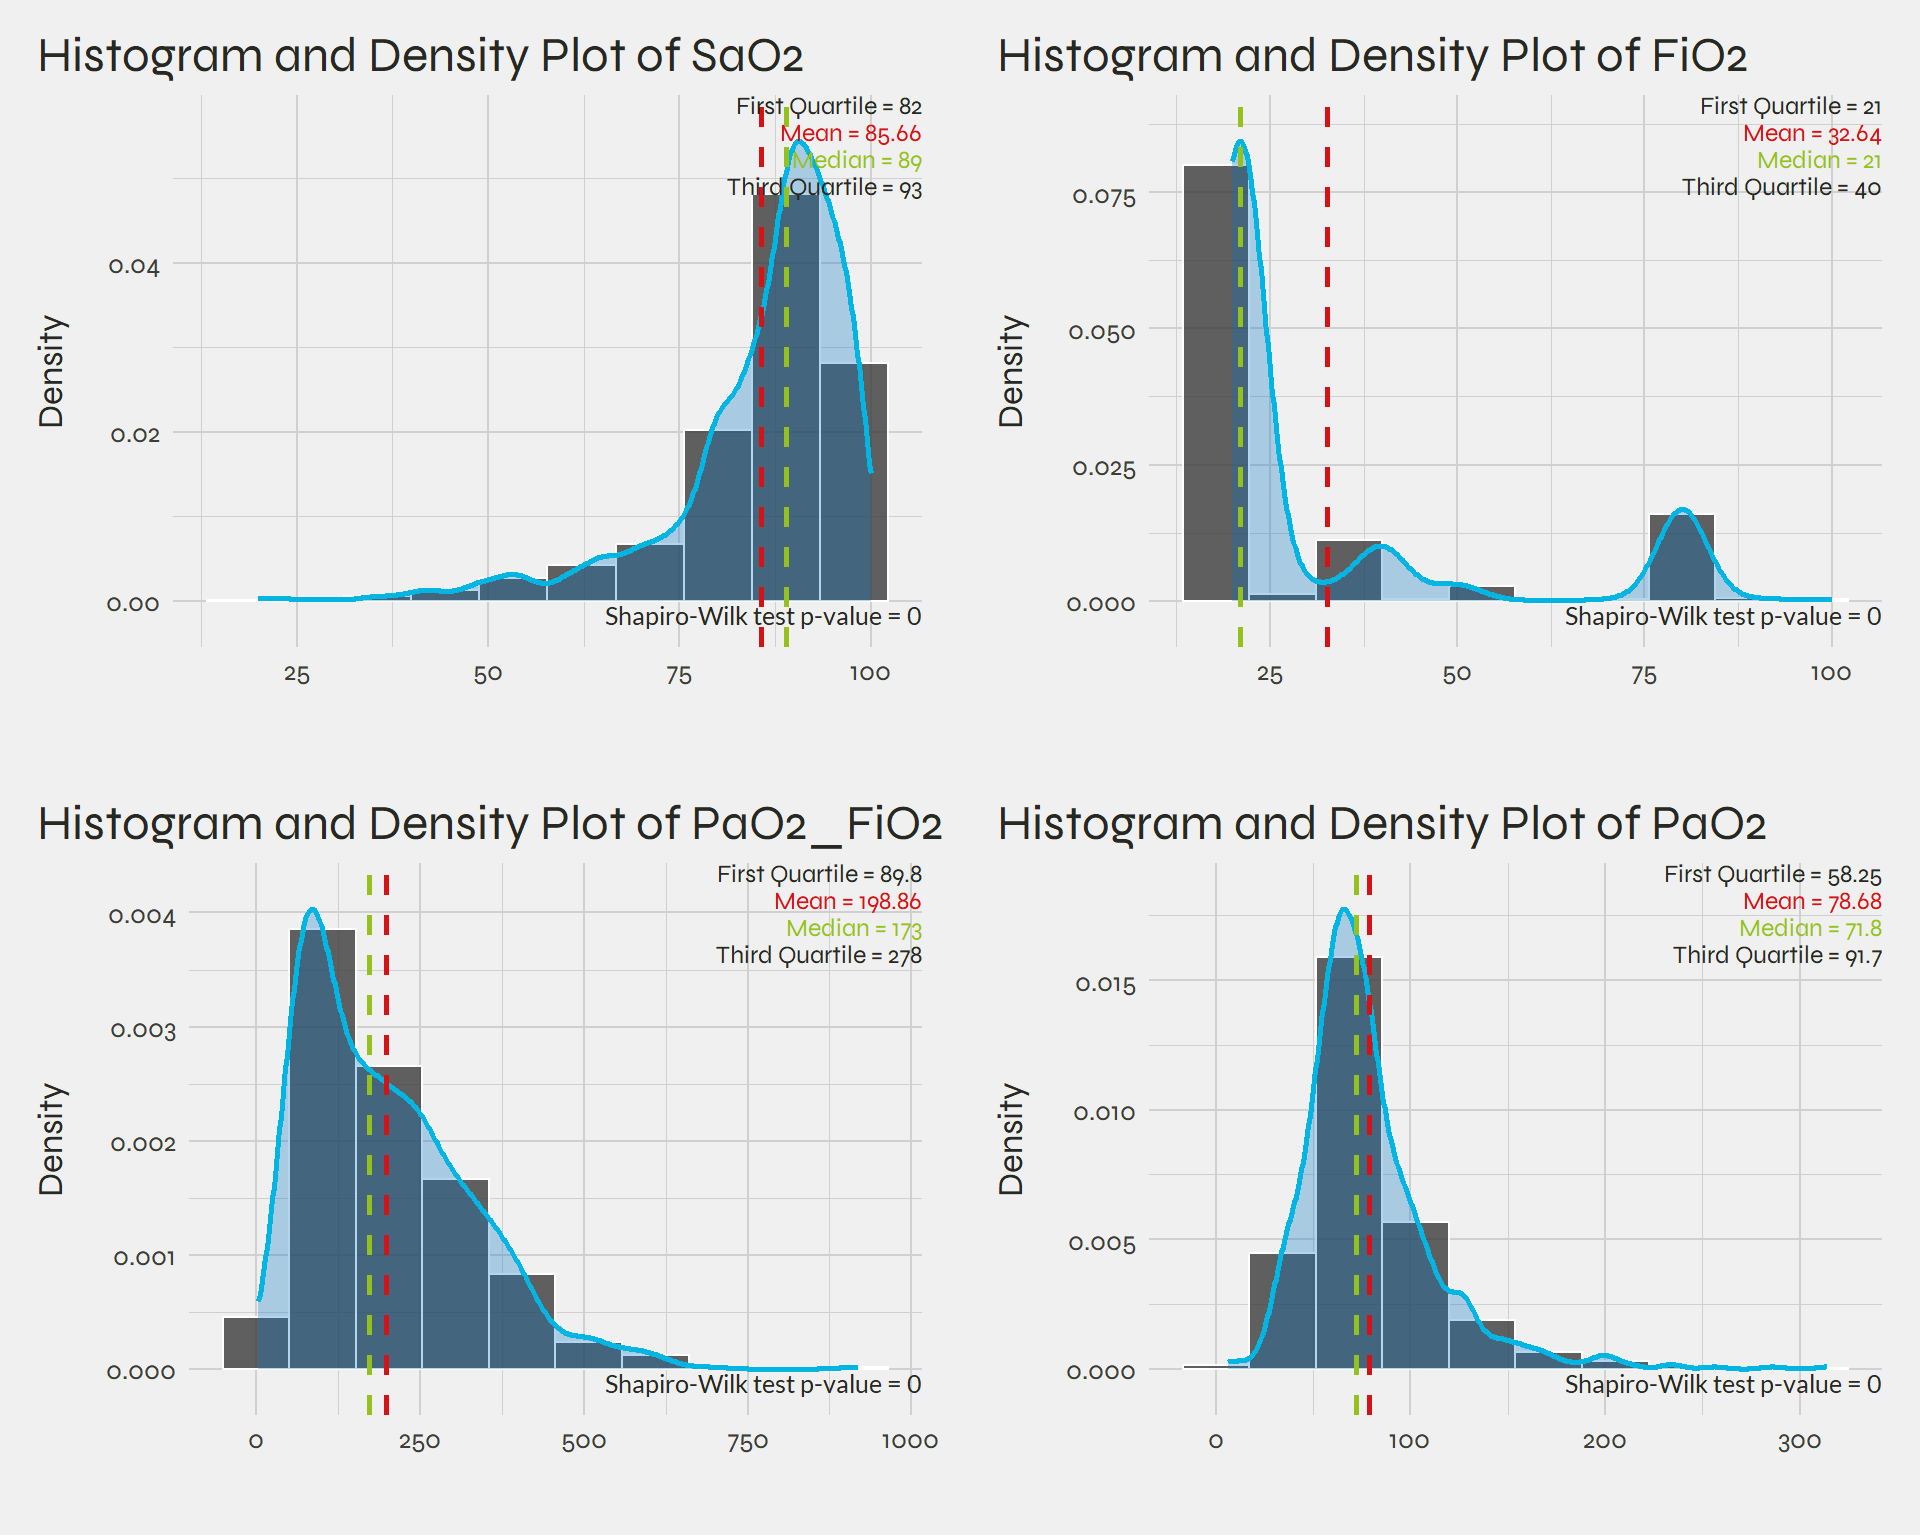 Histogram and Density Plot of SaO2
First Quartile = 82
Mean = 85.66
Median = 89
Third Quartile = 93
Density
0.04
0.02
0.00
Shapiro-Wilk test p-value = 0
25 50 75 100
Histogram and Density Plot of FiO2
First Quartile = 21
Mean = 32.64
Median = 21
Third Quartile = 40
Density
0.075
0.050
0.025
0.000
Shapiro-Wilk test p-value = 0
25 50 75 100
Histogram and Density Plot of PaO2_FiO2
First Quartile = 89.8
Mean = 198.86
Median = 173
Third Quartile = 278
Density
0.004
0.003
0.002
0.001
0.000
Shapiro-Wilk test p-value = 0
0 250 500 750 1000
Histogram and Density Plot of PaO2
First Quartile = 58.25
Mean = 78.68
Median = 71.8
Third Quartile = 91.7
Density
0.015
0.010
0.005
0.000
Shapiro-Wilk test p-value = 0
0 100 200 300